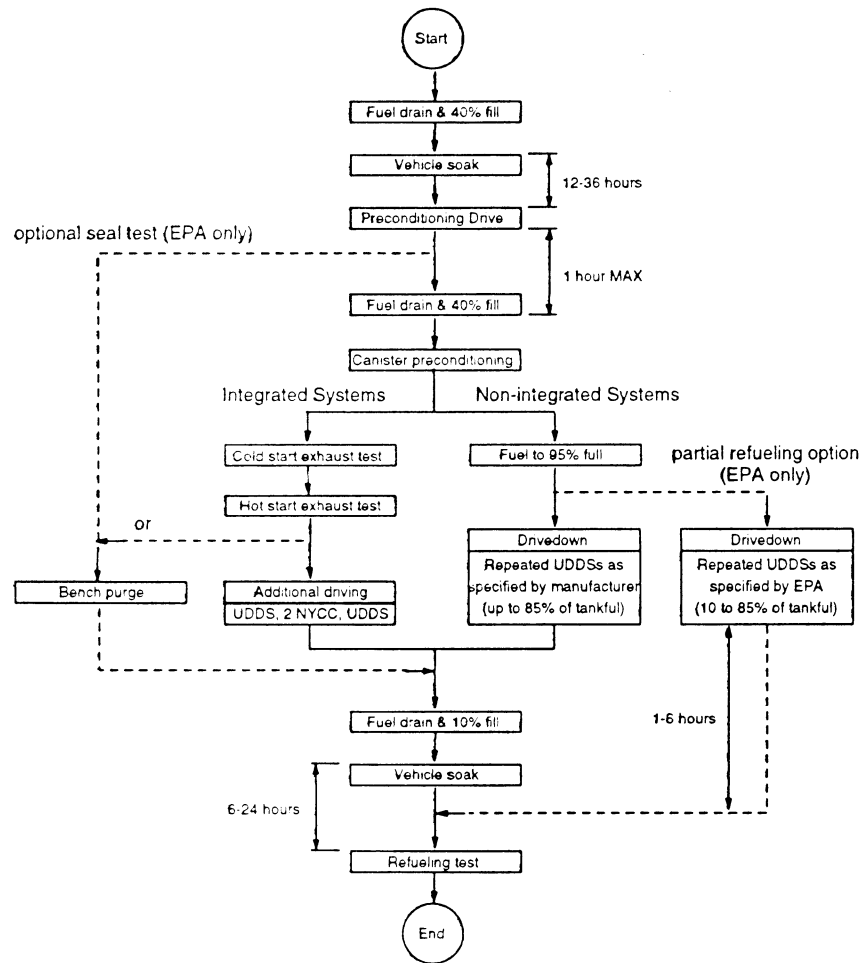 Start
Fuel drain & 40% fill
Vehicle soak
12-36 hours
Preconditioning Drive
optional seal test (EPA only)
1 hour MAX
Fuel drain & 40% fill
Canister preconditioning
Integrated Systems
Non-integrated Systems
Cold start exhaust test
Fuel to 95% full
partial refueling option
(EPA only)
Hot start exhaust test
or
Drivedown
Repeated UDDSs as
specified by manufacturer
(up to 85% of tankful)
Drivedown
Repeated UDDSs as
specified by EPA
(10 to 85% of tankful)
Bench purge
Additional driving
UDDS, 2 NYCC, UDDS
Fuel drain & 10% fill
1-6 hours
Vehicle soak
6-24 hours
Refueling test
End